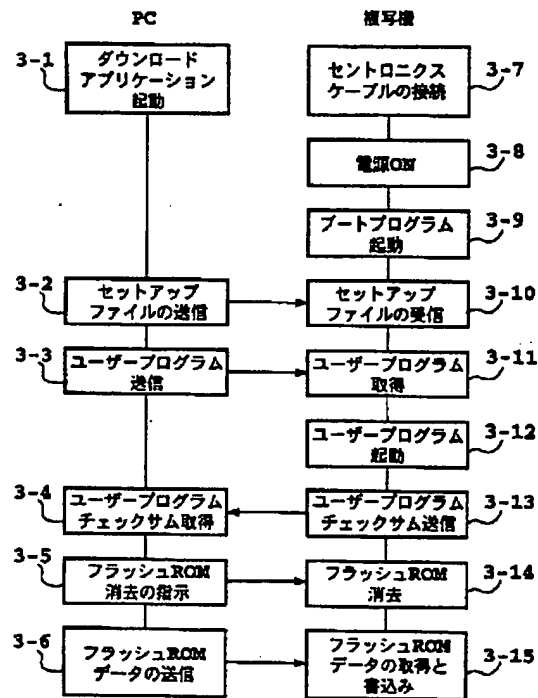 PC
複写機
3-1
ダウンロード
アプリケーション
起動
セントロニクス
ケーブルの接続
3-7
電源ON
3-8
ブートプログラム
起動
3-9
3-2
セットアップ
ファイルの送信
セットアップ
ファイルの受信
3-10
3-3
ユーザープログラム
送信
ユーザープログラム
取得
3-11
ユーザープログラム
起動
3-12
3-4
ユーザープログラム
チェックサム取得
ユーザープログラム
チェックサム送信
3-13
3-5
フラッシュROM
消去の指示
フラッシュROM
消去
3-14
3-6
フラッシュROM
データの送信
フラッシュROM
データの取得と
書込み
3-15